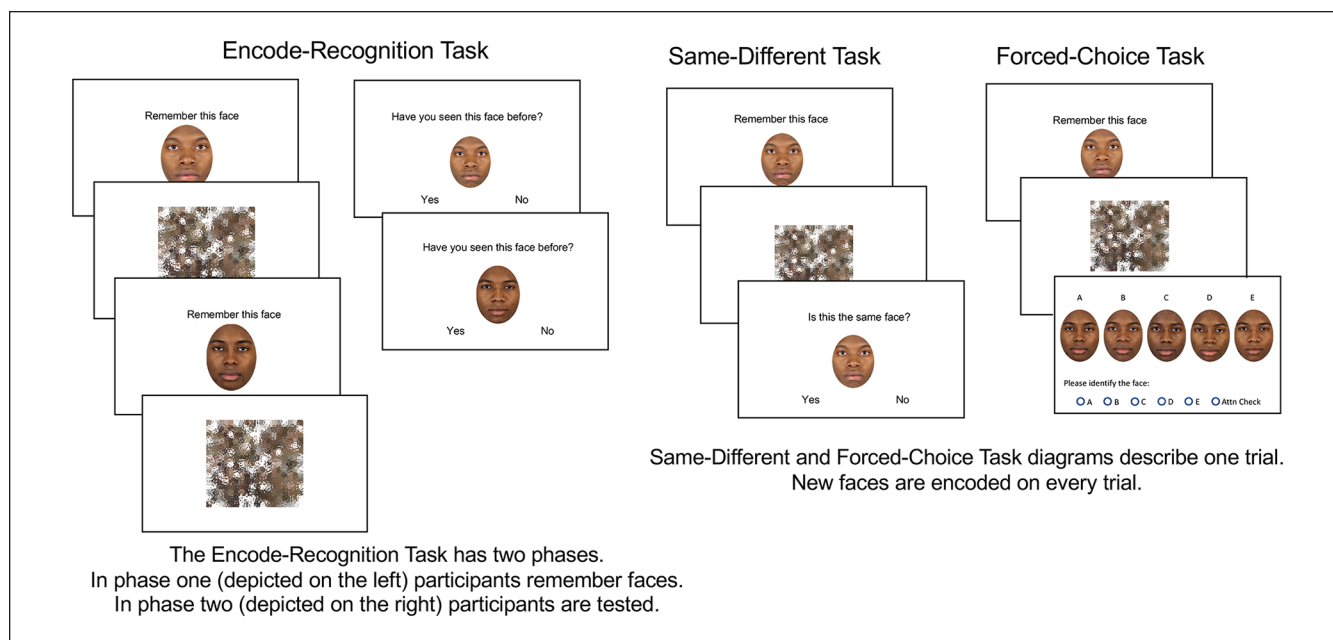 Encode-Recognition Task
Remember this face
Remember this face
Have you seen this face before?
Yes No
Have you seen this face before?
Yes No
The Encode-Recognition Task has two phases.
In phase one (depicted on the left) participants remember faces.
In phase two (depicted on the right) participants are tested.
Same-Different Task
Remember this face
Is this the same face?
Yes No
Forced-Choice Task
Remember this face
A B C D E
Please identify the face:
A B C D E Attn Check
Same-Different and Forced-Choice Task diagrams describe one trial.
New faces are encoded on every trial.